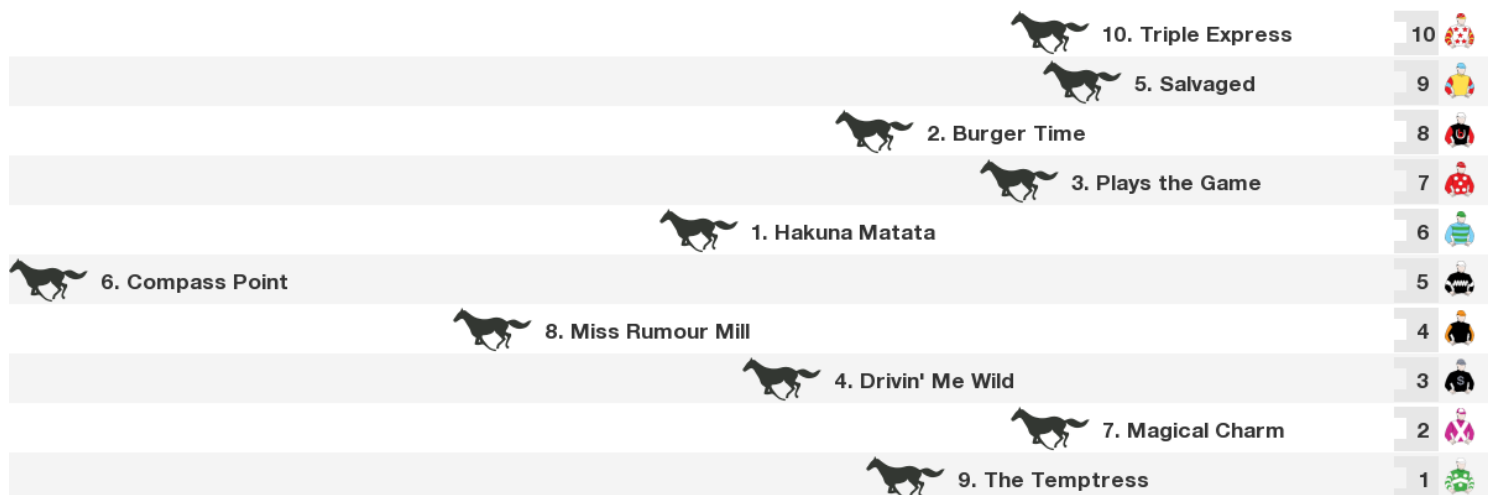 10. Triple Express 10
5. Salvaged 9
2. Burger Time 8
3. Plays the Game 7
1. Hakuna Matata 6
6. Compass Point 5
8. Miss Rumour Mill 4
4. Drivin' Me Wild 3
S
7. Magical Charm 2
9. The Temptress 1